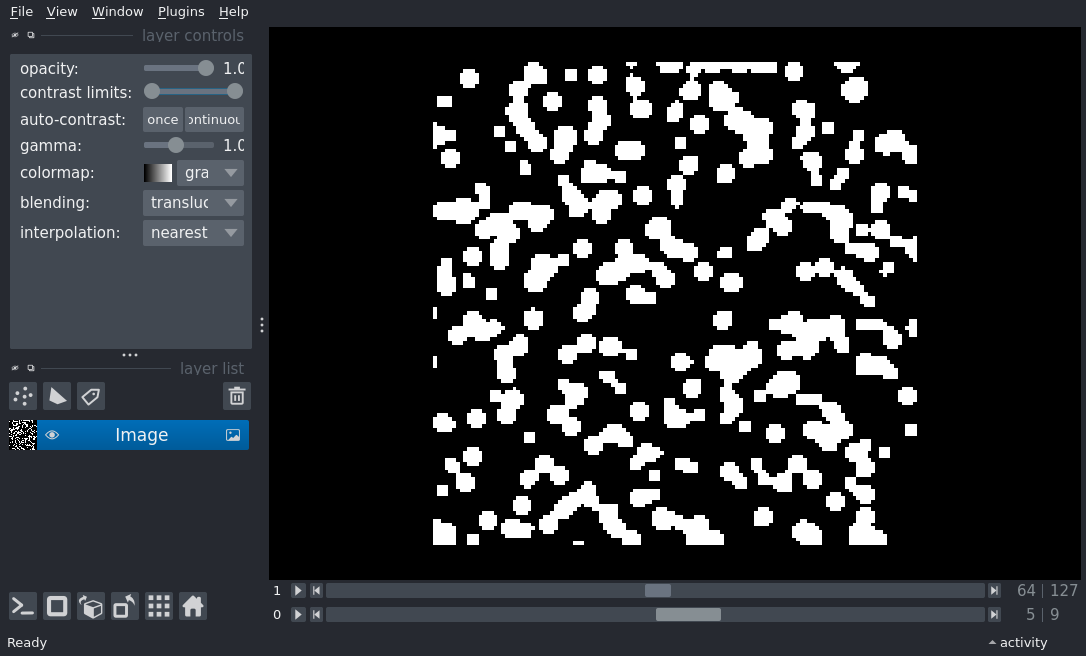 File View Window Plugins Help
layer controls
opacity: 1.0
contrast limits:
auto-contrast: once ontinuou
gamma: 1.0
colormap: gra
blending: transluc
interpolation: nearest
layer list
Image
1 64 | 127
0 5 | 9
Ready activity